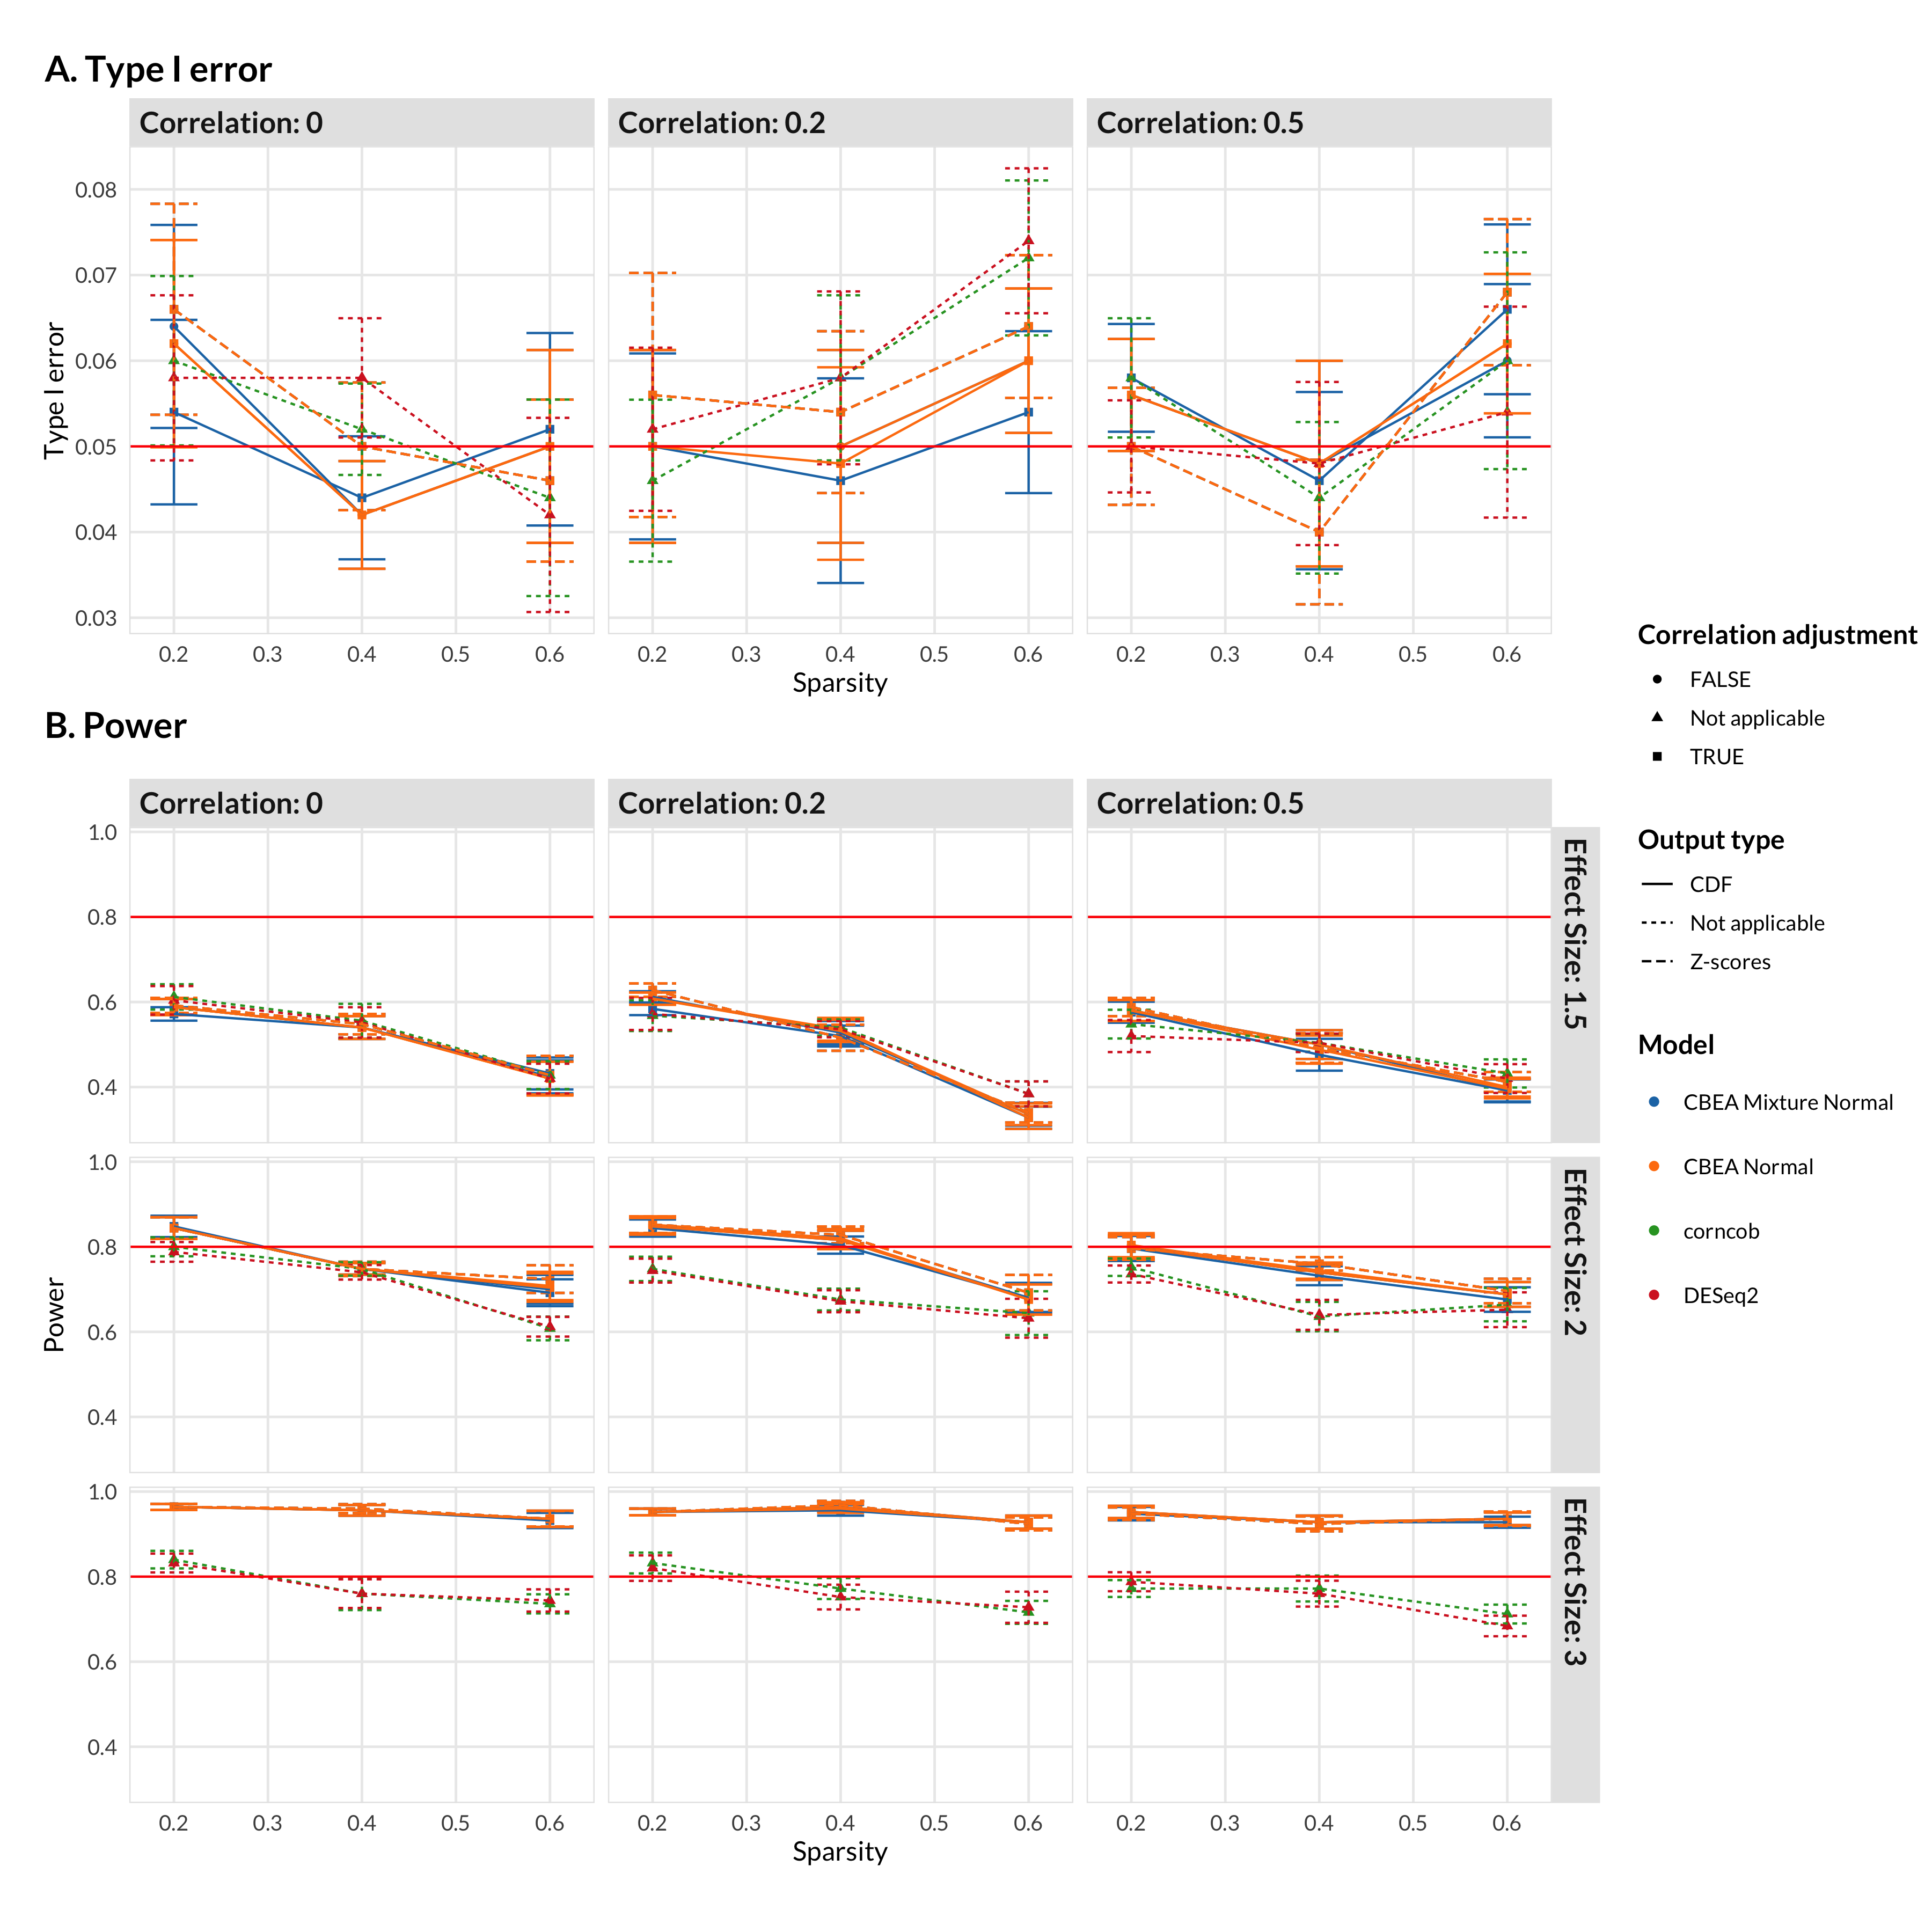 A. Type I error
Correlation: 0
Correlation: 0.2
Correlation: 0.5
0.08
0.07
0.06
0.05
0.04
0.03
Type I error
0.2 0.3 0.4 0.5 0.6
0.2 0.3 0.4 0.5 0.6
0.2 0.3 0.4 0.5 0.6
Sparsity
B. Power
Correlation: 0
Correlation: 0.2
Correlation: 0.5
1.0
0.8
0.6
0.4
Effect Size: 1.5
1.0
0.8
0.6
0.4
Effect Size: 2
Power
1.0
0.8
0.6
0.4
Effect Size: 3
0.2 0.3 0.4 0.5 0.6
0.2 0.3 0.4 0.5 0.6
0.2 0.3 0.4 0.5 0.6
Sparsity
Correlation adjustment
FALSE
Not applicable
TRUE
Output type
CDF
Not applicable
Z-scores
Model
CBEA Mixture Normal
CBEA Normal
corncob
DESeq2